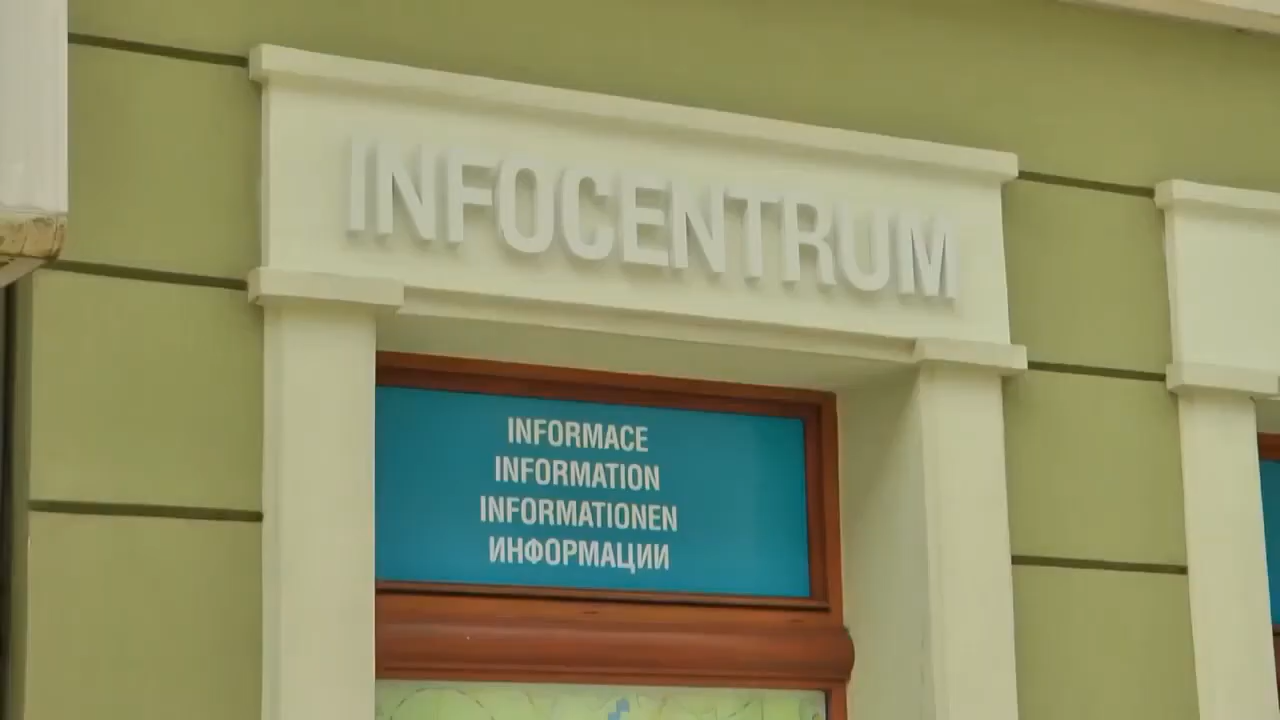 INFOCENTRUM
INFORMACE
INFORMATION
INFORMATIONEN
ИНФОРМАЦИИ